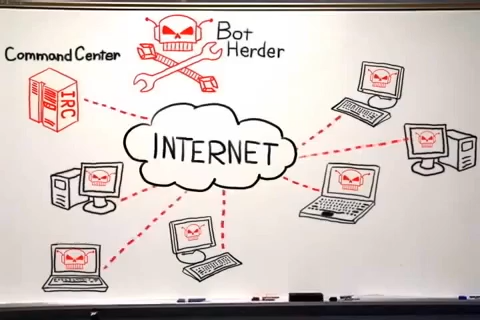 Command Center
Bot
Herder
IRC
INTERNET